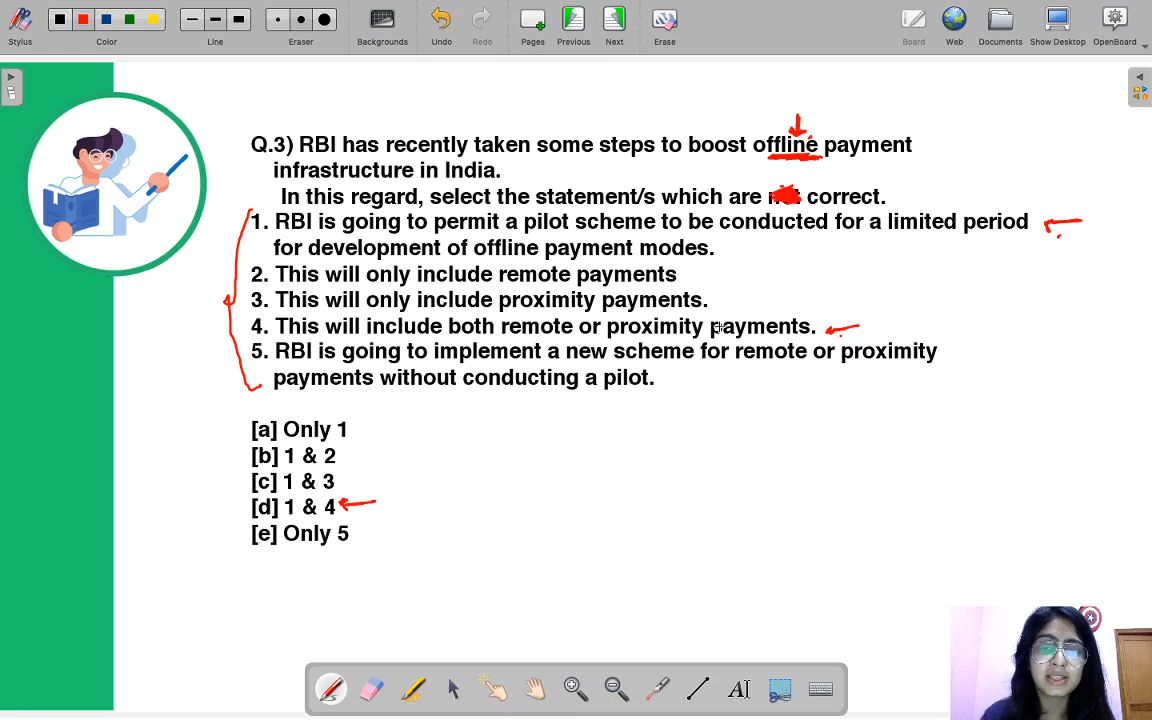 Stylus Color Line Eraser Backgrounds Undo Redo Pages Previous Next Erase Board Web Documents Show Desktop OpenBoard
Q.3) RBI has recently taken some steps to boost offline payment
infrastructure in India.
In this regard, select the statement/s which are correct.
1. RBI is going to permit a pilot scheme to be conducted for a limited period
for development of offline payment modes.
2. This will only include remote payments
3. This will only include proximity payments.
4. This will include both remote or proximity payments.
5. RBI is going to implement a new scheme for remote or proximity
payments without conducting a pilot.
[a] Only 1
[b] 1 & 2
[c] 1 & 3
[d] 1 & 4
[e] Only 5